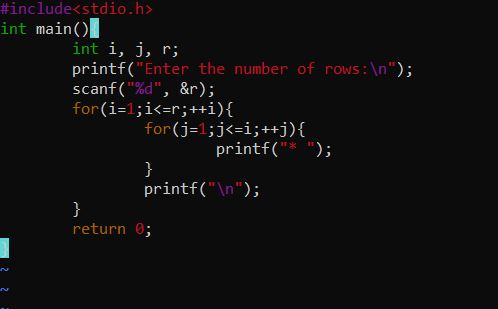 #include<stdio.h>
int main(){
        int i, j, r;
        printf("Enter the number of rows:\n");
        scanf("%d", &r);
        for(i=1;i<=r;++i){
                for(j=1;j<=i;++j){
                        printf("* ");
                }
                printf("\n");
        }
        return 0;
}
~
~
~